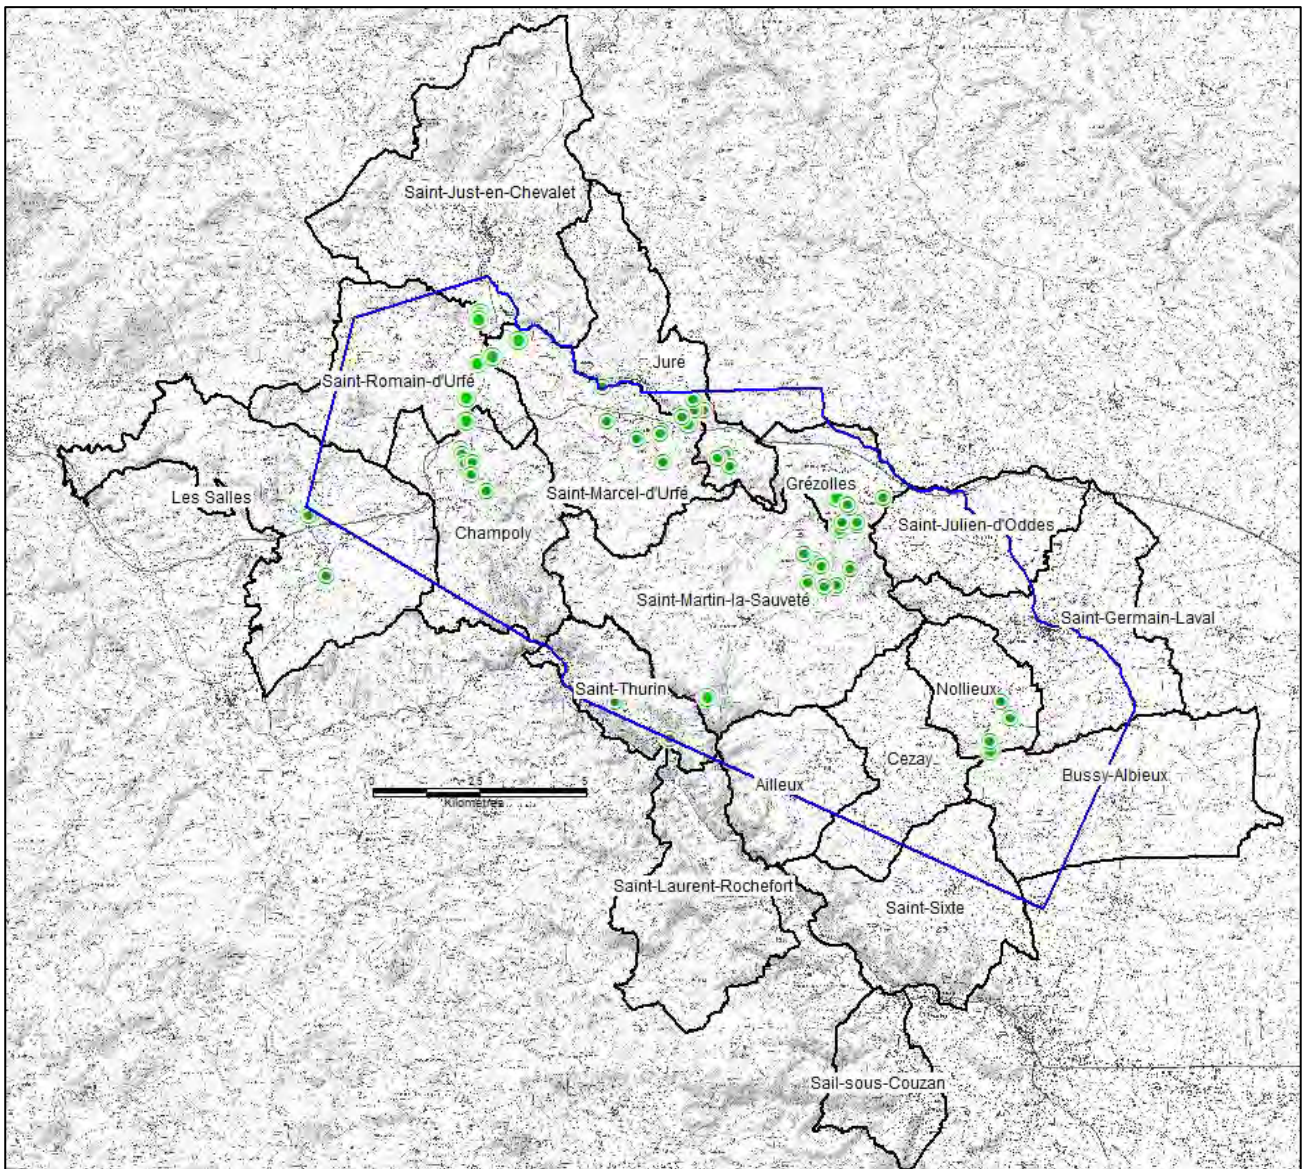 Saint-Just-en-Chevalet
Juré
Saint-Romain-d'Urfé
Grézolles
Les Salles
Saint-Marcel-d'Urfé
Saint-Julien-d'Oddes
Champoly
Saint-Martin-la-Sauveté
Saint-Germain-Laval
Saint-Thurin
Nollieux
Cezay
Bussy-Albieux
Ailleux
0 2.5 5
Kilomètres
Saint-Laurent-Rochefort
Saint-Sixte
Sail-sous-Couzan